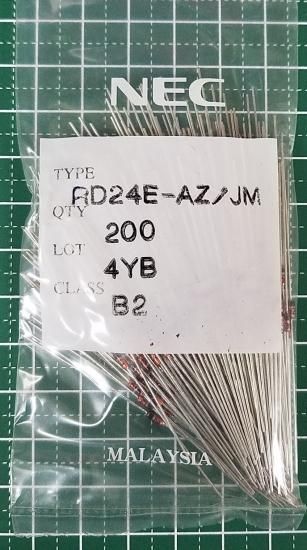 NEC
TYPE
RD24E-AZ/JM
QTY
200
LOT
4YB
CLASS
B2
MALAYSIA